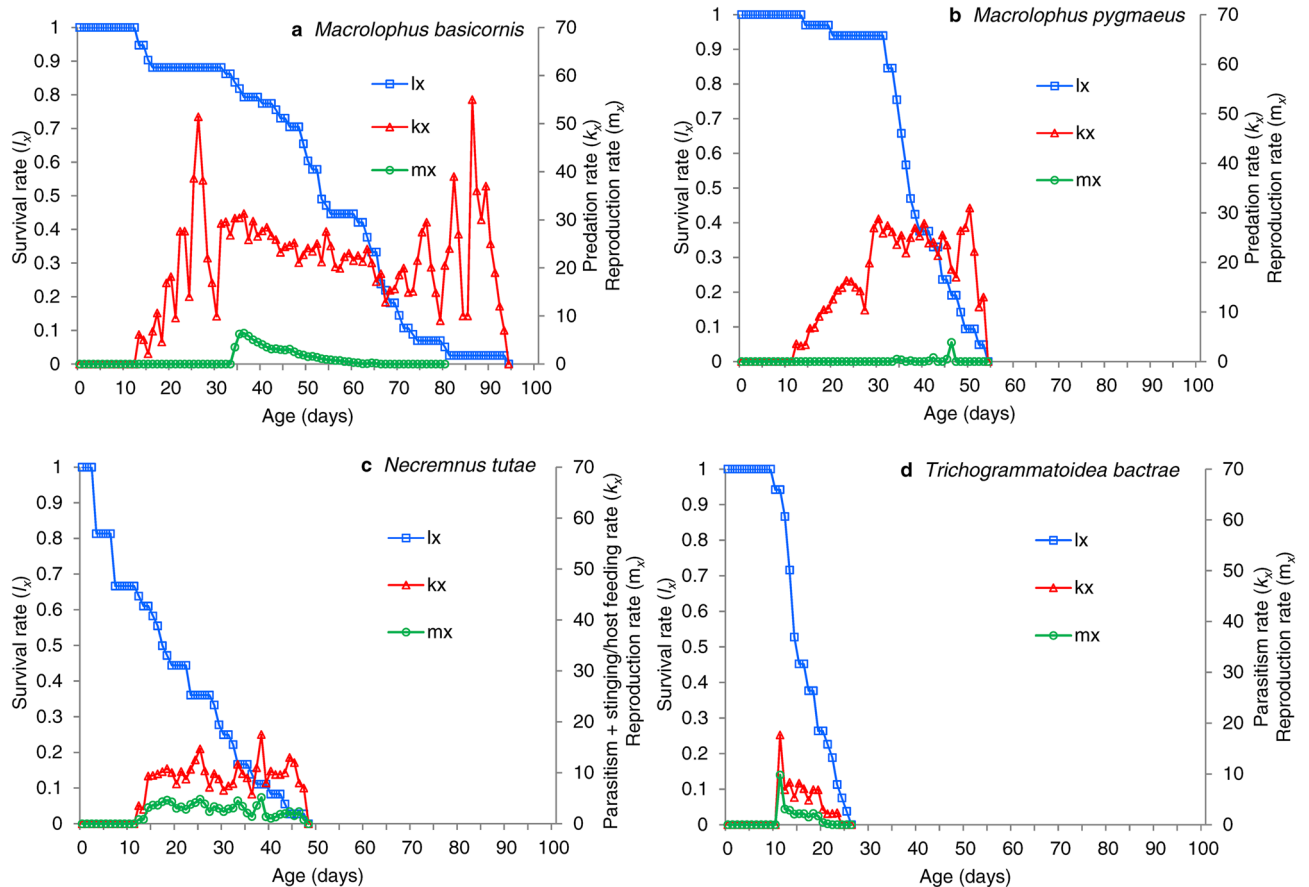 a Macrolophus basicornis
1
0.9
0.8
0.7
0.6
0.5
0.4
0.3
0.2
0.1
0
Survival rate (lx)
lx
kx
mx
70
60
50
40
30
20
10
0
Predation rate (kx)
Reproduction rate (mx)
0 10 20 30 40 50 60 70 80 90 100
Age (days)
b Macrolophus pygmaeus
1
0.9
0.8
0.7
0.6
0.5
0.4
0.3
0.2
0.1
0
Survival rate (lx)
lx
kx
mx
70
60
50
40
30
20
10
0
Predation rate (kx)
Reproduction rate (mx)
0 10 20 30 40 50 60 70 80 90 100
Age (days)
c Necremnus tutae
1
0.9
0.8
0.7
0.6
0.5
0.4
0.3
0.2
0.1
0
Survival rate (lx)
lx
kx
mx
70
60
50
40
30
20
10
0
Parasitism + stinging/host feeding rate (kx)
Reproduction rate (mx)
0 10 20 30 40 50 60 70 80 90 100
Age (days)
d Trichogrammatoidea bactrae
1
0.9
0.8
0.7
0.6
0.5
0.4
0.3
0.2
0.1
0
Survival rate (lx)
lx
kx
mx
70
60
50
40
30
20
10
0
Parasitism rate (kx)
Reproduction rate (mx)
0 10 20 30 40 50 60 70 80 90 100
Age (days)